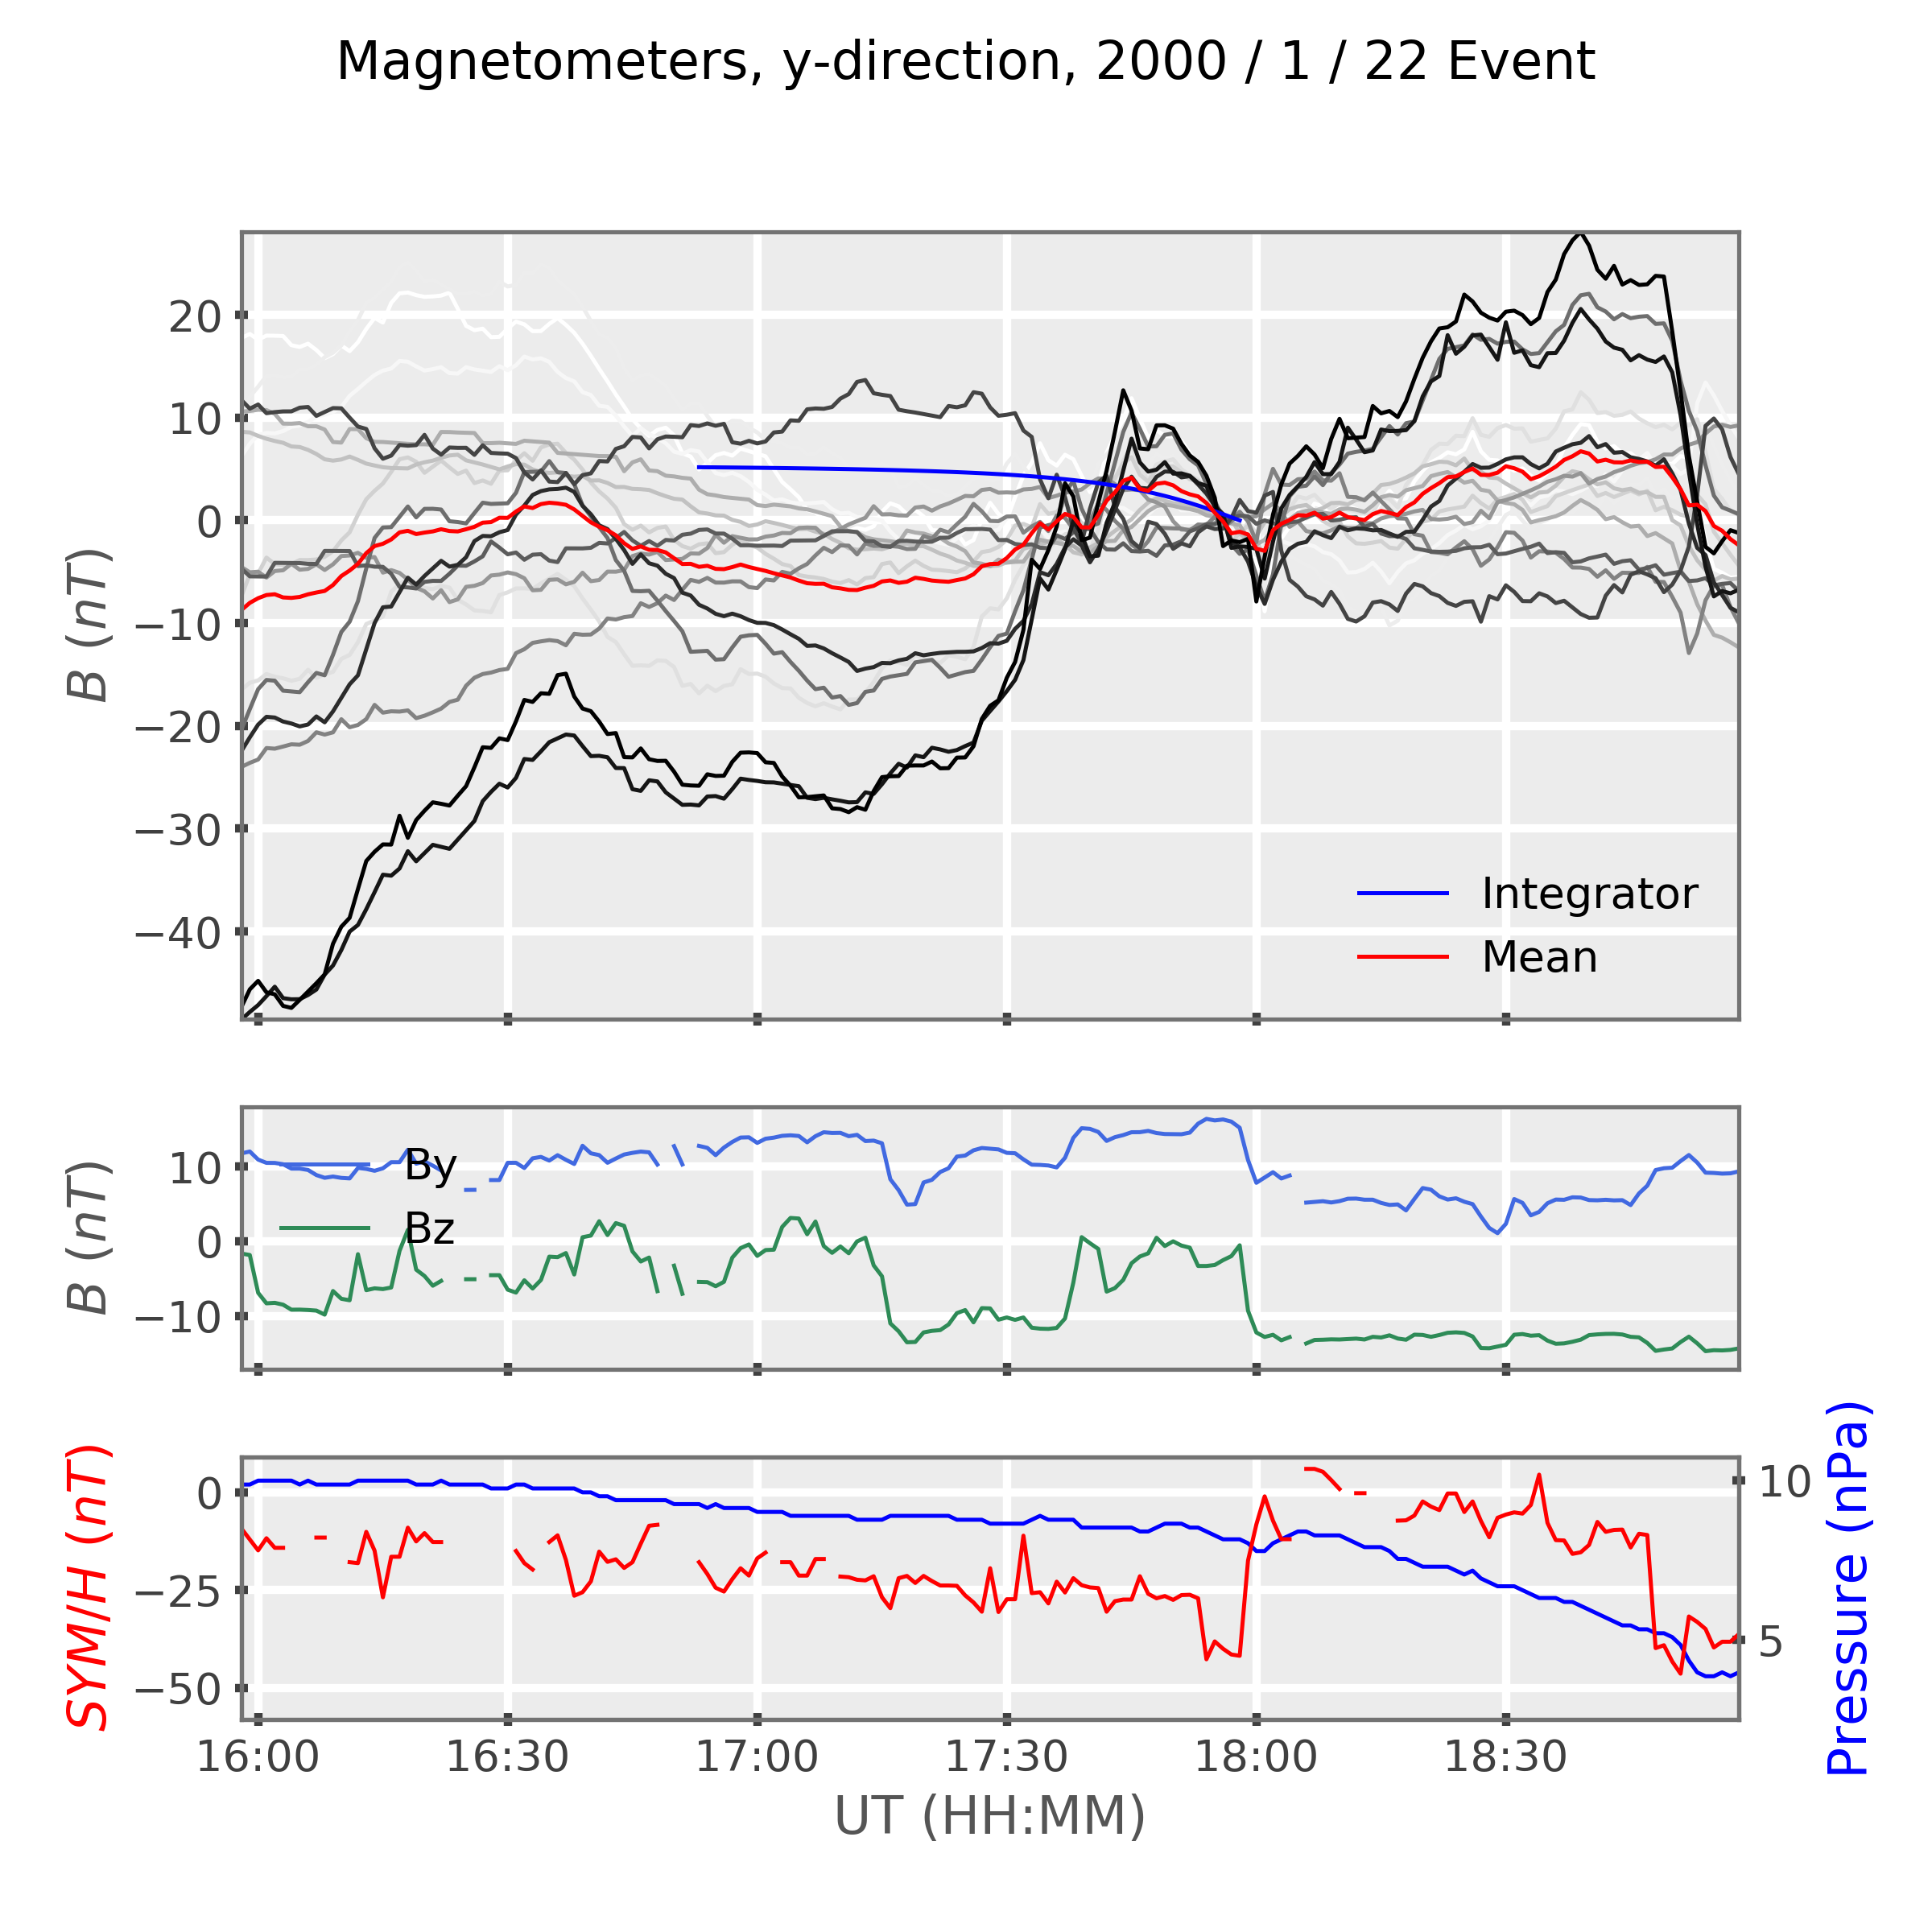 Magnetometers, y-direction, 2000 / 1 / 22 Event
B (nT)
20
10
0
−10
−20
−30
−40
Integrator
Mean
B (nT)
10
0
−10
By
Bz
SYM/H (nT)
0
−25
−50
10
5
Pressure (nPa)
16:00 16:30 17:00 17:30 18:00 18:30
UT (HH:MM)